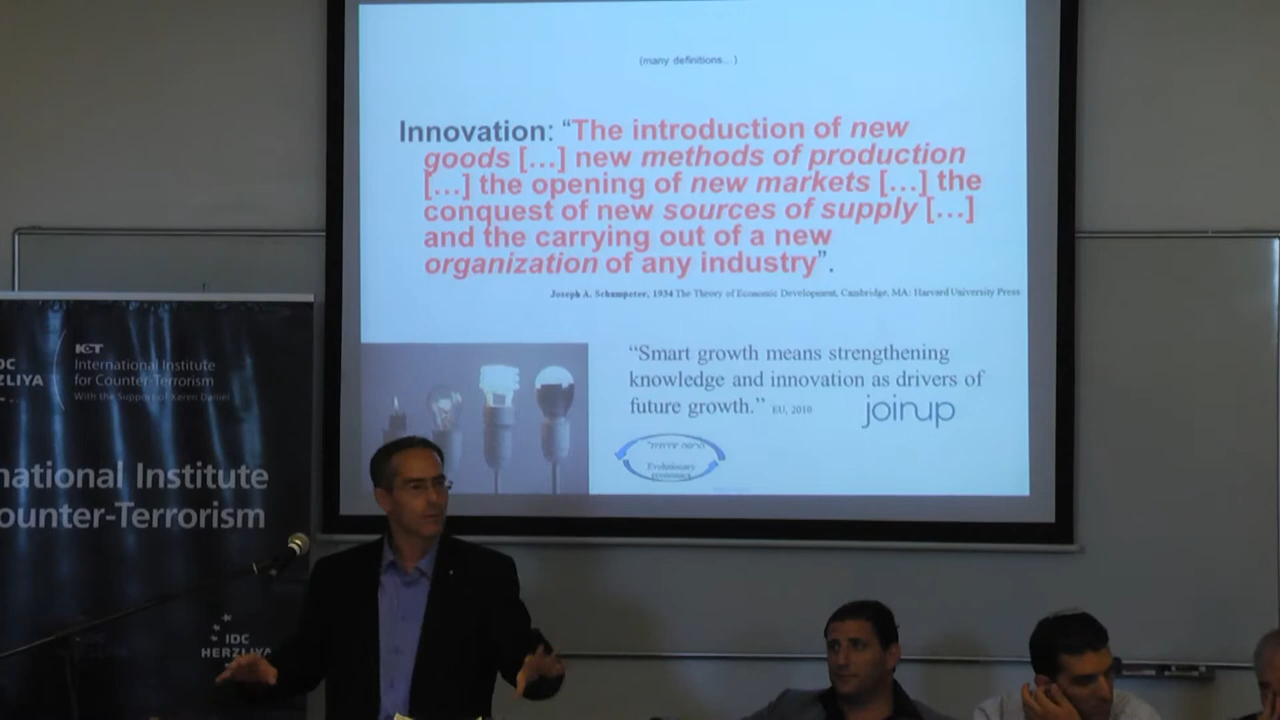 (many definitions...)
Innovation: “The introduction of new
goods […] new methods of production
[…] the opening of new markets […] the
conquest of new sources of supply […]
and the carrying out of a new
organization of any industry”.
Joseph A. Schumpeter, 1934 The Theory of Economic Development, Cambridge, MA: Harvard University Press
“Smart growth means strengthening
knowledge and innovation as drivers of
future growth.” EU, 2010
joinup
Evolutionary
economics
DC
ZLIYA
ICT
International Institute
for Counter-Terrorism
With the Support of Keren Daniel
national Institute
ounter-Terrorism
IDC
HERZLIYA